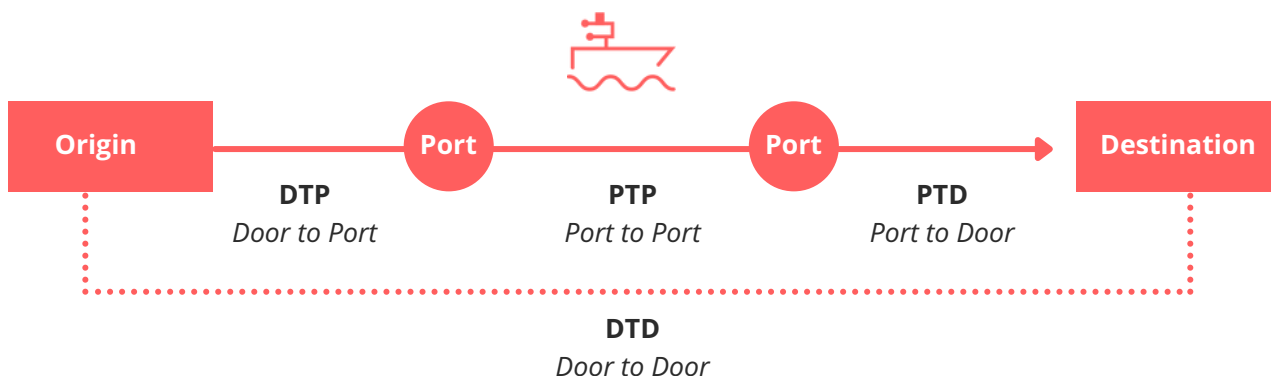 Origin
Port
Port
Destination
DTP
Door to Port
PTP
Port to Port
PTD
Port to Door
DTD
Door to Door